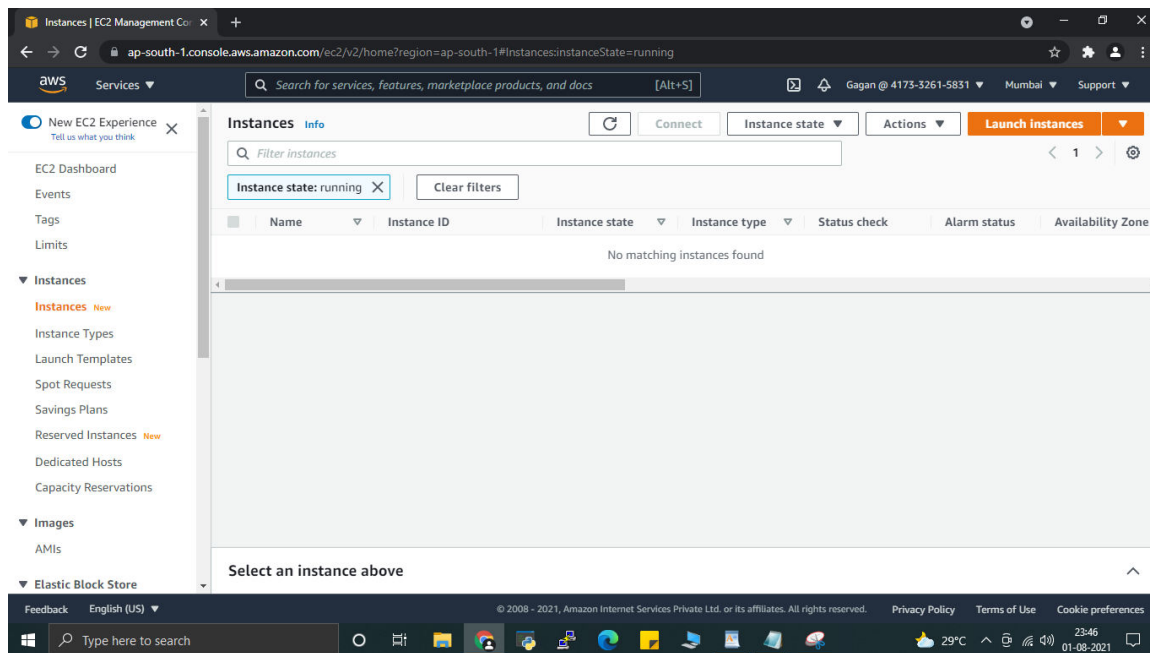 Instances | EC2 Management Cor
ap-south-1.console.aws.amazon.com/ec2/v2/home?region=ap-south-1#Instances:instanceState=running
aws Services Search for services, features, marketplace products, and docs [Alt+S] Gagan @ 4173-3261-5831 Mumbai Support
New EC2 Experience
Tell us what you think
EC2 Dashboard
Events
Tags
Limits
Instances
Instances New
Instance Types
Launch Templates
Spot Requests
Savings Plans
Reserved Instances New
Dedicated Hosts
Capacity Reservations
Images
AMIs
Elastic Block Store
Instances Info Connect Instance state Actions Launch instances
Filter instances 1
Instance state: running Clear filters
Name Instance ID Instance state Instance type Status check Alarm status Availability Zone
No matching instances found
Select an instance above
Feedback English (US) © 2008 - 2021, Amazon Internet Services Private Ltd. or its affiliates. All rights reserved. Privacy Policy Terms of Use Cookie preferences
Type here to search 29°C 23:46
01-08-2021